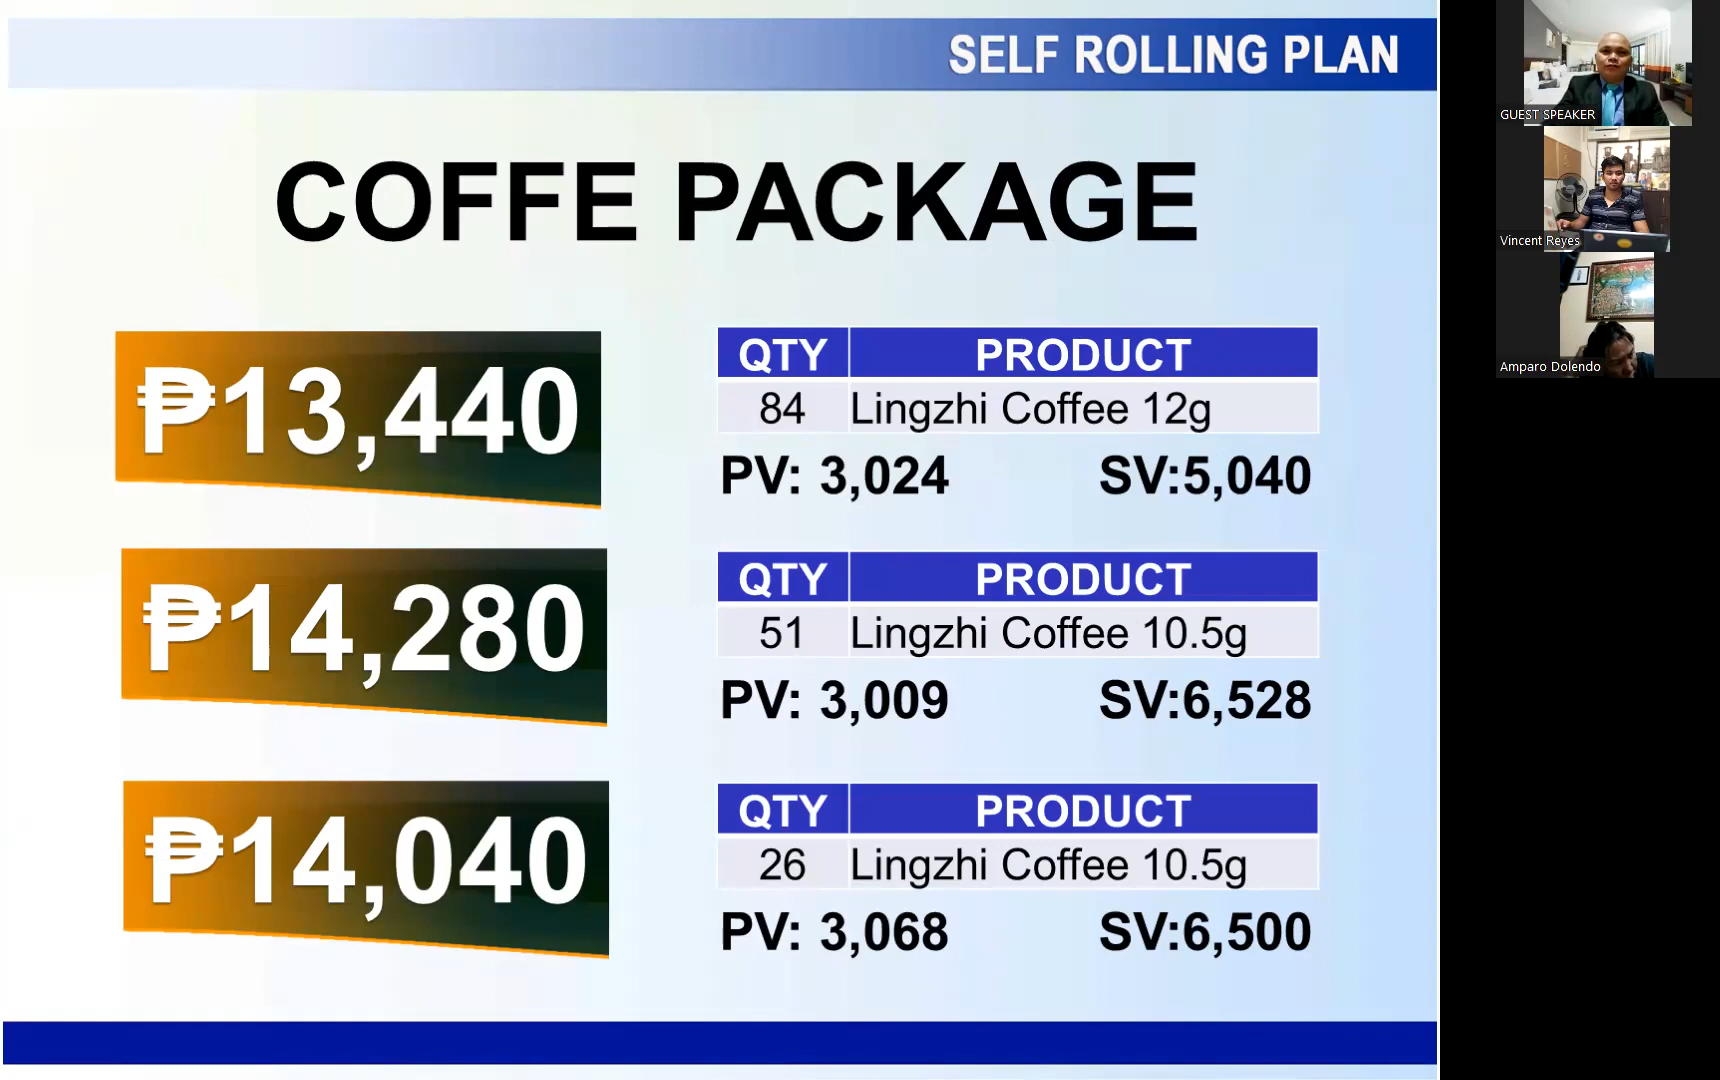 SELF ROLLING PLAN
COFFE PACKAGE
₱13,440
QTY PRODUCT
84 Lingzhi Coffee 12g
PV: 3,024 SV:5,040
₱14,280
QTY PRODUCT
51 Lingzhi Coffee 10.5g
PV: 3,009 SV:6,528
₱14,040
QTY PRODUCT
26 Lingzhi Coffee 10.5g
PV: 3,068 SV:6,500
GUEST SPEAKER
Vincent Reyes
Amparo Dolendo